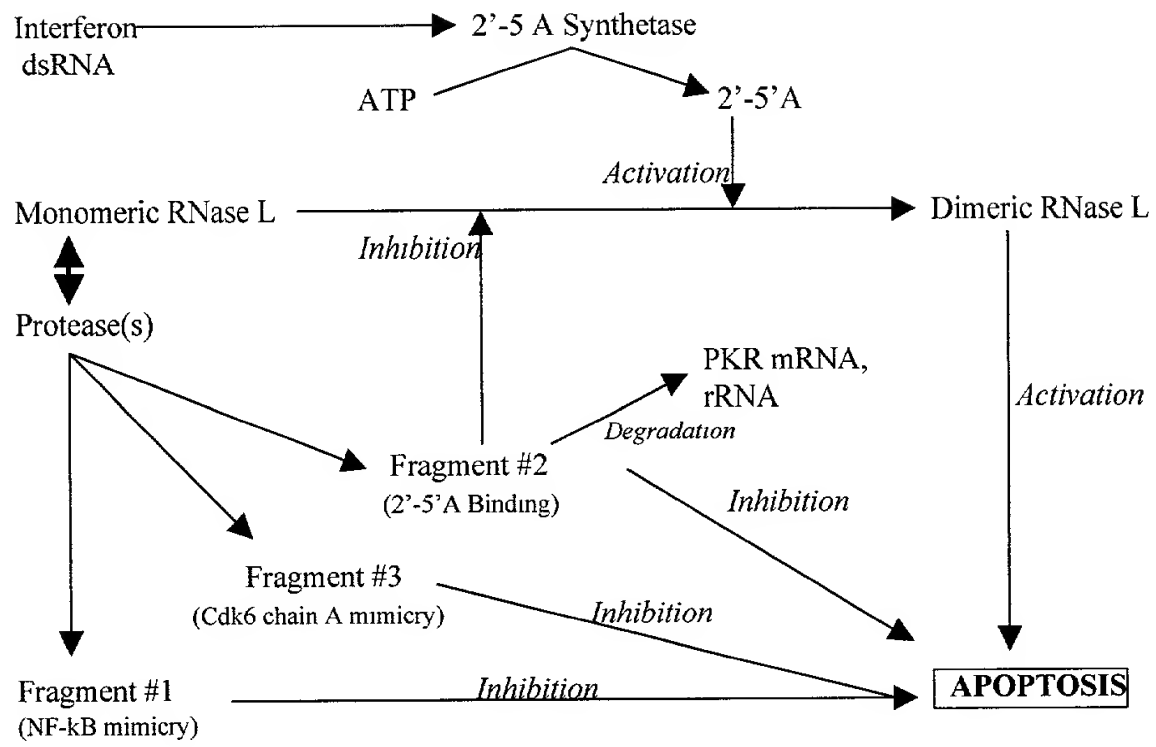 Interferon
dsRNA
2’-5 A Synthetase
ATP
2’-5’A
Activation
Monomeric RNase L
Dimeric RNase L
Inhibition
Protease(s)
PKR mRNA,
rRNA
Activation
Degradation
Fragment #2
(2’-5’A Binding)
Inhibition
Fragment #3
(Cdk6 chain A mimicry)
Inhibition
Fragment #1
(NF-kB mimicry)
Inhibition
APOPTOSIS